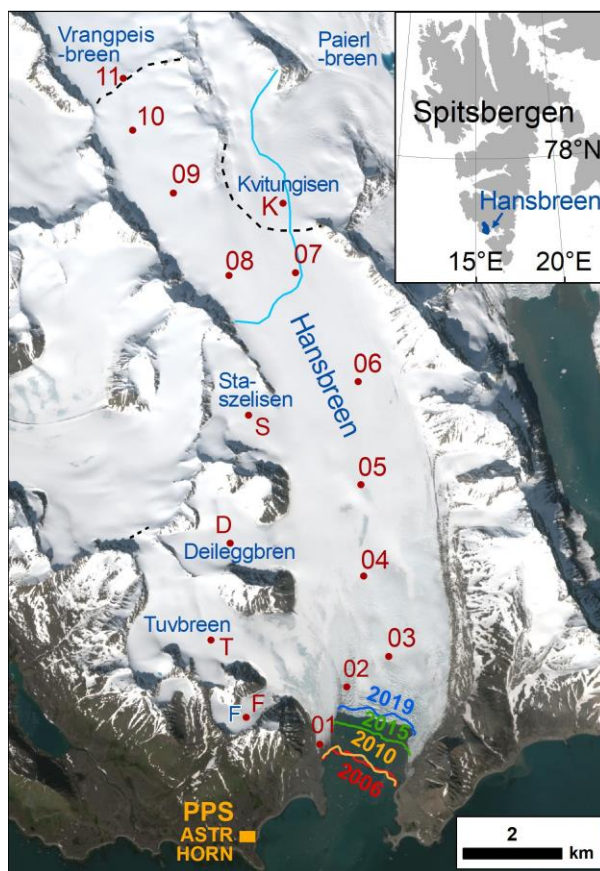 Vrangpeis
-breen
Paierl
-breen
11
10
09
Kvitungisen
K
08
07
Hansbreen
06
Sta-
szelisen
S
05
D
Deileggbren
04
Tuvbreen
T
03
02
F
F
01
2019
2015
2010
2006
PPS
ASTR
HORN
2
km
Spitsbergen
78°N
Hansbreen
15°E
20°E